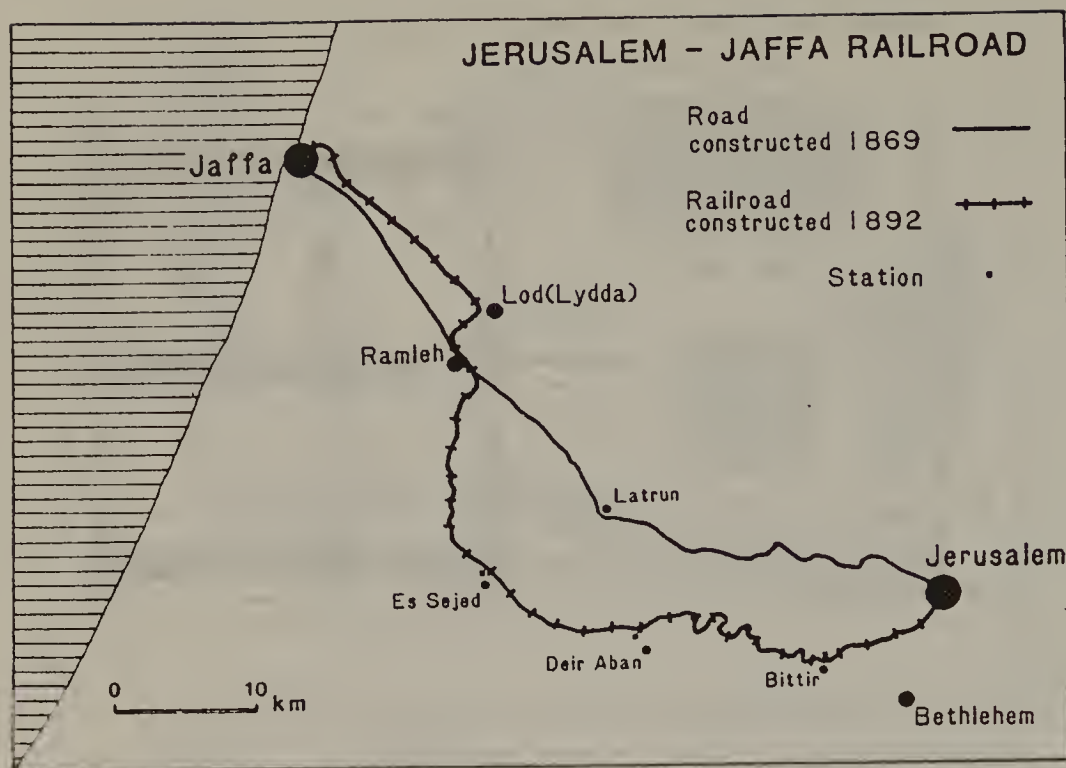 JERUSALEM - JAFFA RAILROAD
Road
constructed 1869
Railroad
constructed 1892
Station
Jaffa
Lod(Lydda)
Ramleh
Latrun
Jerusalem
Es Sejed
Deir Aban
Bittir
Bethlehem
0 10
km